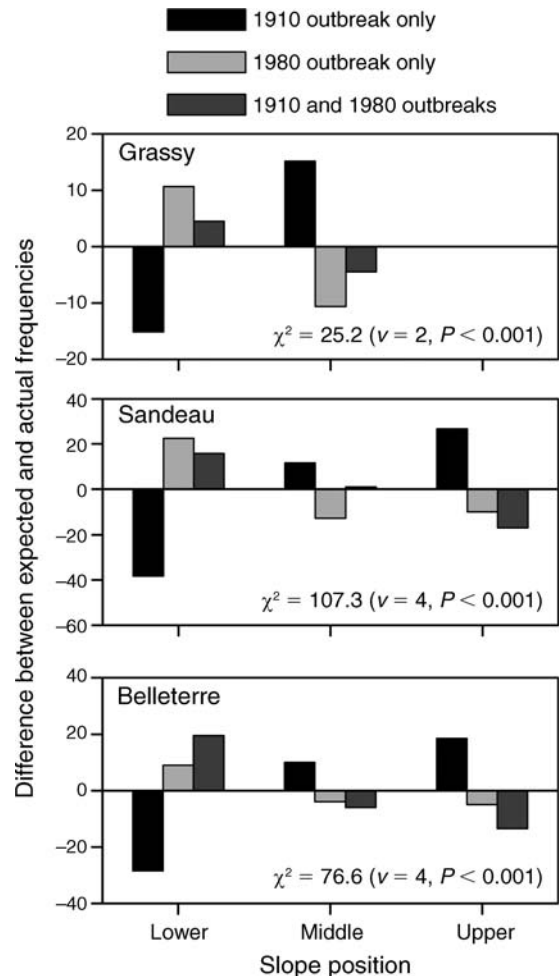 1910 outbreak only
1980 outbreak only
1910 and 1980 outbreaks
Difference between expected and actual frequencies
Grassy
20
10
0
−10
−20
χ² = 25.2 (v = 2, P < 0.001)
Sandeau
40
20
0
−20
−40
−60
χ² = 107.3 (v = 4, P < 0.001)
Belleterre
40
20
0
−20
−40
χ² = 76.6 (v = 4, P < 0.001)
Lower Middle Upper
Slope position